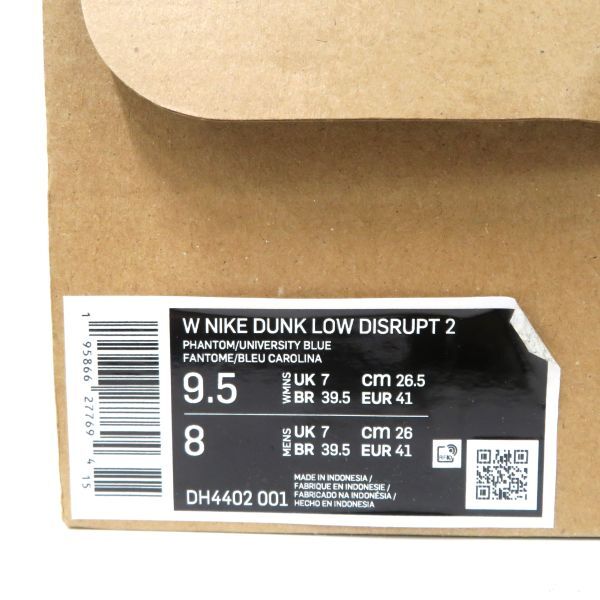 W NIKE DUNK LOW DISRUPT 2
PHANTOM/UNIVERSITY BLUE
FANTOME/BLEU CAROLINA
9.5 WMNS UK 7 cm 26.5
BR 39.5 EUR 41
8 MENS UK 7 cm 26
BR 39.5 EUR 41
DH4402 001
MADE IN INDONESIA/
FABRIQUE EN INDONESIE/
FABRICADO NA INDONÉSIA/
HECHO EN INDONESIA
1 95866 27769 4 15